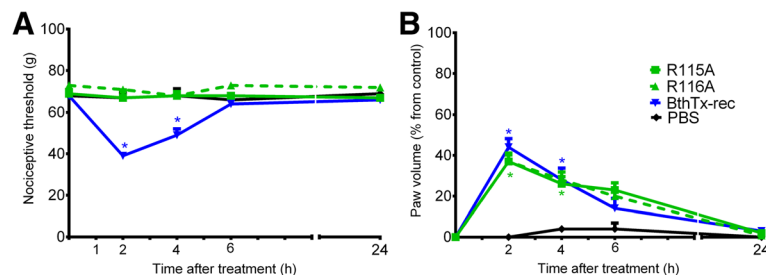 A
Nociceptive threshold (g)
100
80
60
40
20
0
*
*
1 2 4 6 24
Time after treatment (h)
B
Paw volume (% from control)
100
80
60
40
20
0
*
*
*
*
2 4 6 24
Time after treatment (h)
R115A
R116A
BthTx-rec
PBS